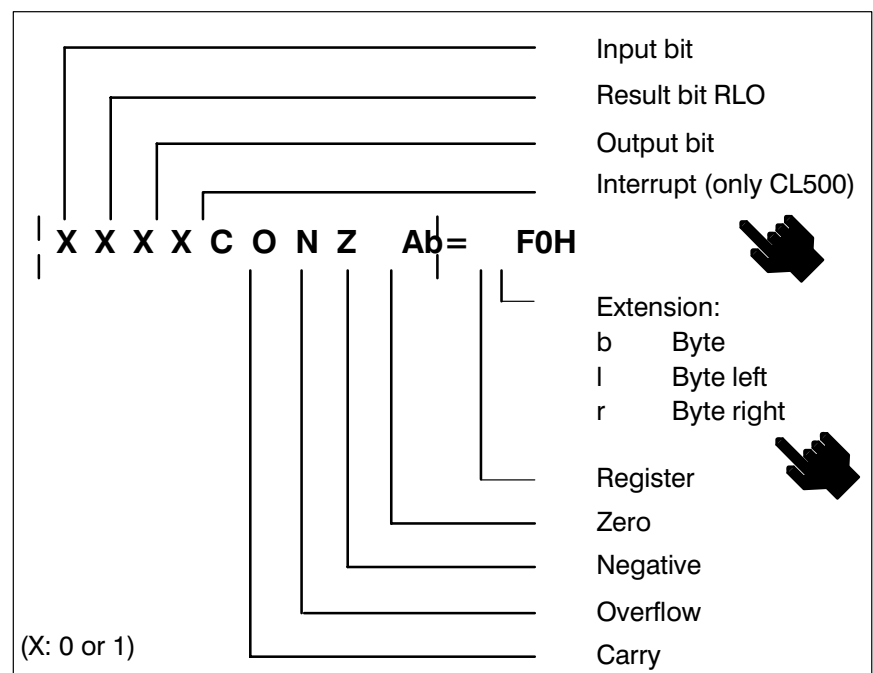 Input bit
Result bit RLO
Output bit
Interrupt (only CL500)
X X X X C O N Z Ab= F0H
Extension:
b Byte
l Byte left
r Byte right
Register
Zero
Negative
Overflow
(X: 0 or 1)
Carry